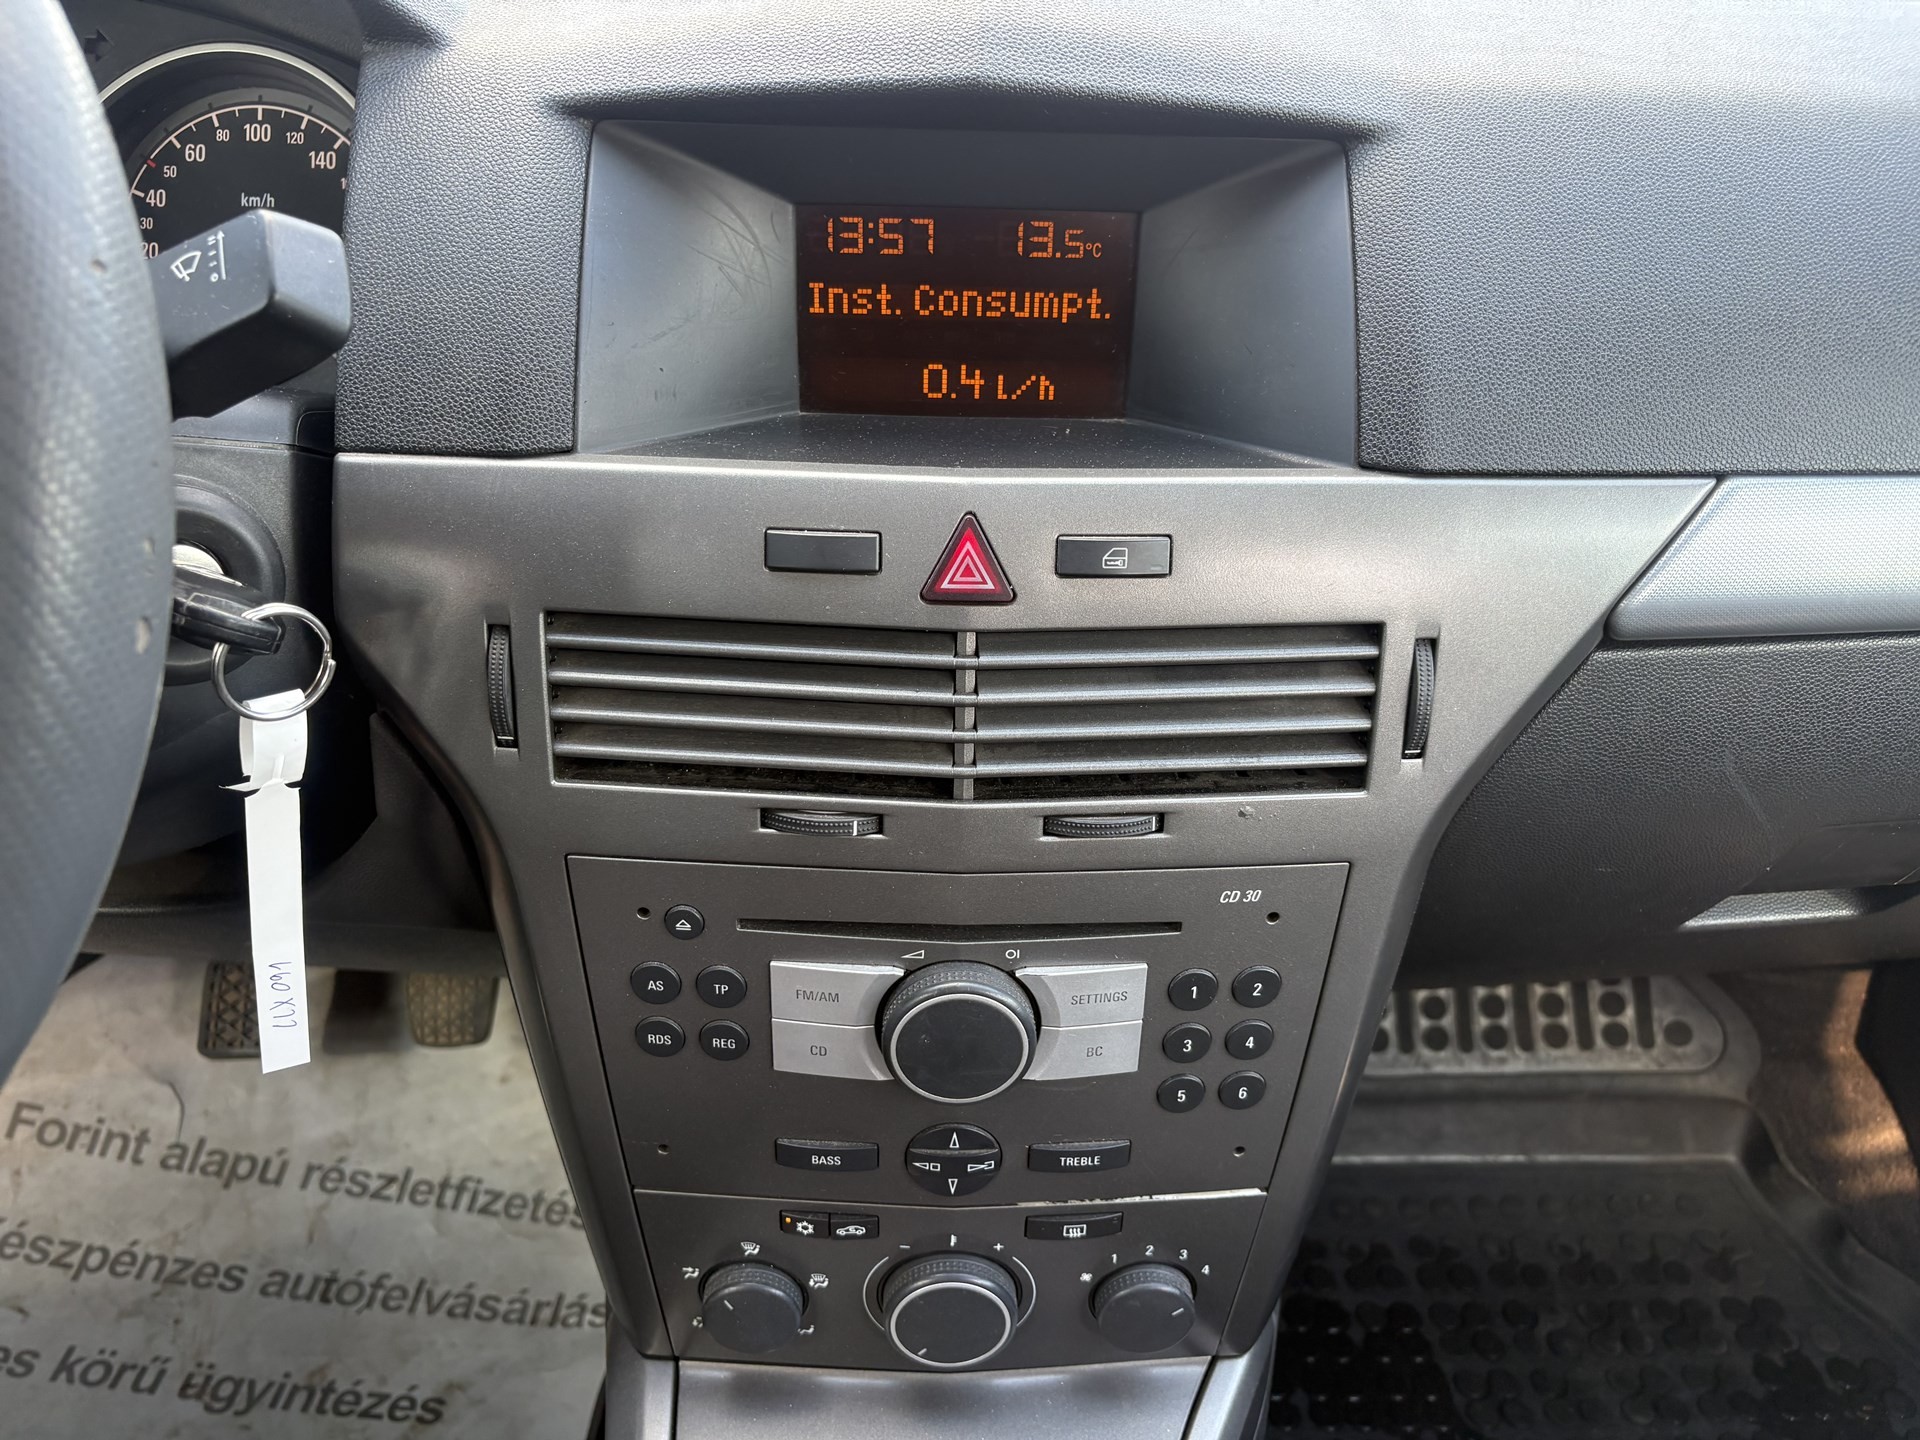 80 100 120
60 140
50
40
km/h
30
20
13:57 13.5°C
Inst. Consumpt.
0.4 l/h
CD 30
AS TP FM/AM SETTINGS 1 2
RDS REG CD BC 3 4
5 6
BASS TREBLE
- +
1 2 3 4
LLX091
Forint alapú részletfizetés
észpénzes autófelvásárlás
es körű ügyintézés